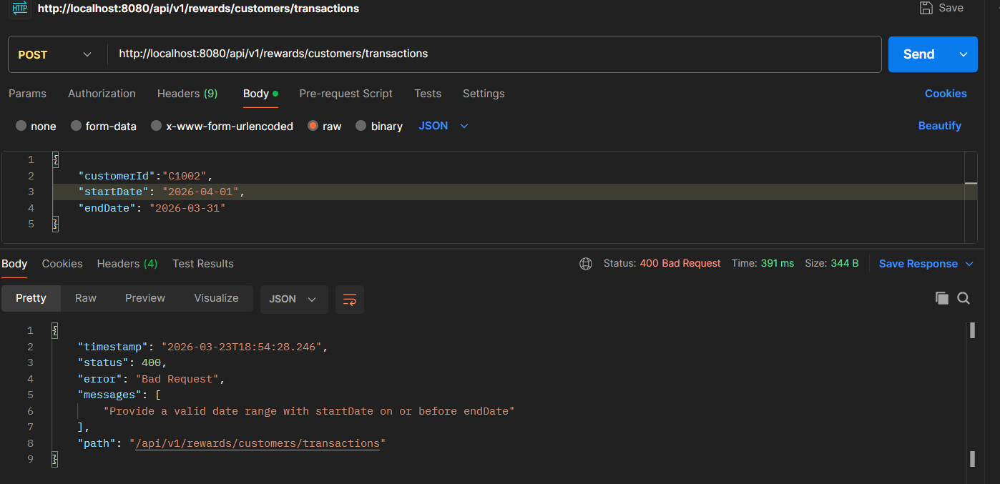 HTTP http://localhost:8080/api/v1/rewards/customers/transactions Save
POST http://localhost:8080/api/v1/rewards/customers/transactions Send
Params Authorization Headers (9) Body Pre-request Script Tests Settings Cookies
none form-data x-www-form-urlencoded raw binary JSON Beautify
1 {
2 "customerId":"C1002",
3 "startDate": "2026-04-01",
4 "endDate": "2026-03-31"
5 }
Body Cookies Headers (4) Test Results Status: 400 Bad Request Time: 391 ms Size: 344 B Save Response
Pretty Raw Preview Visualize JSON
1 {
2 "timestamp": "2026-03-23T18:54:28.246",
3 "status": 400,
4 "error": "Bad Request",
5 "messages": [
6 "Provide a valid date range with startDate on or before endDate"
7 ],
8 "path": "/api/v1/rewards/customers/transactions"
9 }